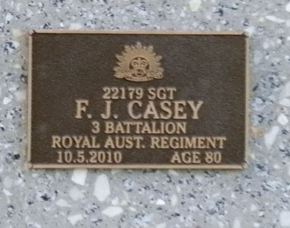 22179 SGT
F. J. CASEY
3 BATTALION
ROYAL AUST. REGIMENT
10.5.2010 AGE 80